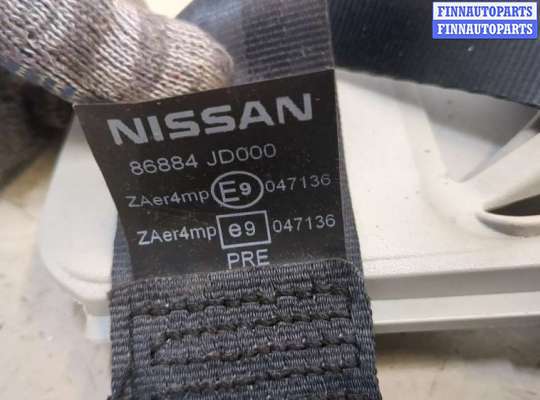 FINNAUTOPARTS
FINNAUTOPARTS
NISSAN
86884 JD000
ZAer4mp E9 047136
ZAer4mp e9 047136
PRE